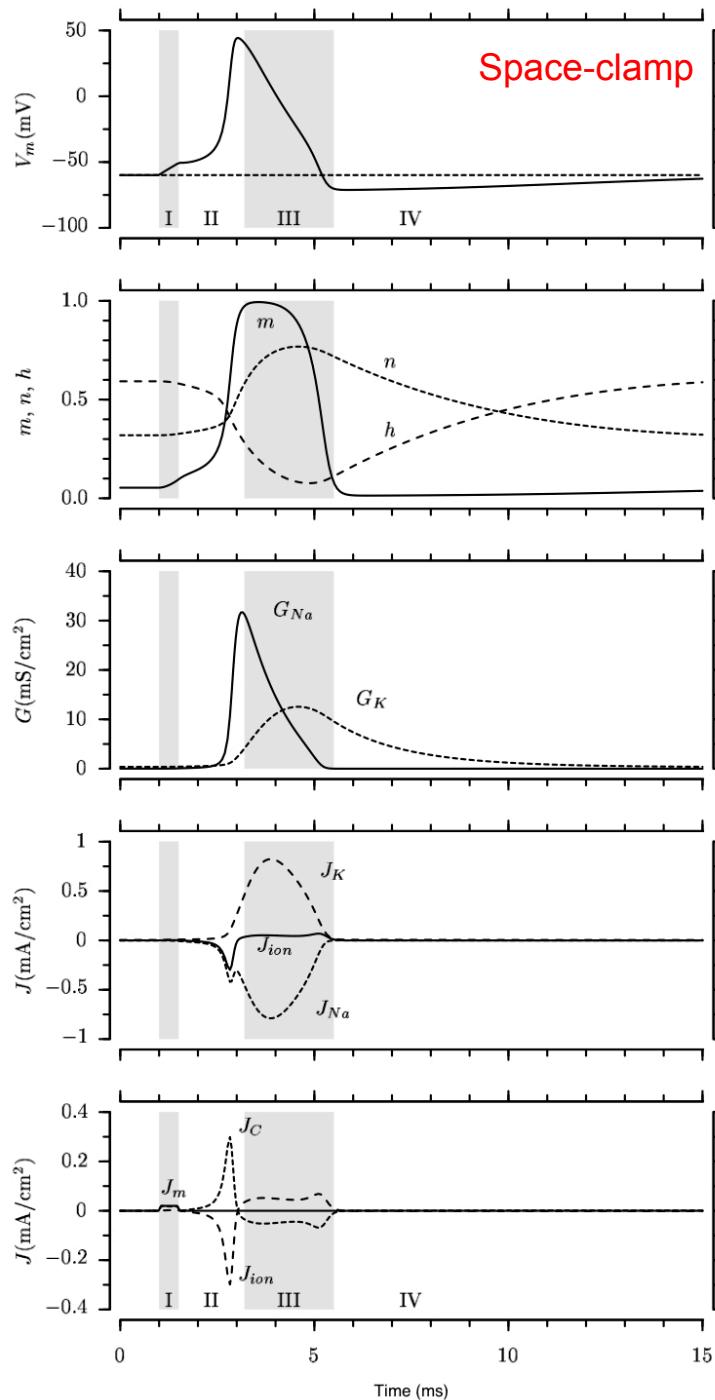 Space-clamp
50
0
−50
−100
V_m(mV)
I II III IV
1.0
0.5
0.0
m, n, h
m
n
h
40
30
20
10
0
G(mS/cm²)
G_Na
G_K
1
0.5
0
−0.5
−1
J(mA/cm²)
J_K
J_ion
J_Na
0.4
0.2
0
−0.2
−0.4
J(mA/cm²)
J_C
J_m
J_ion
I II III IV
0 5 10 15
Time (ms)